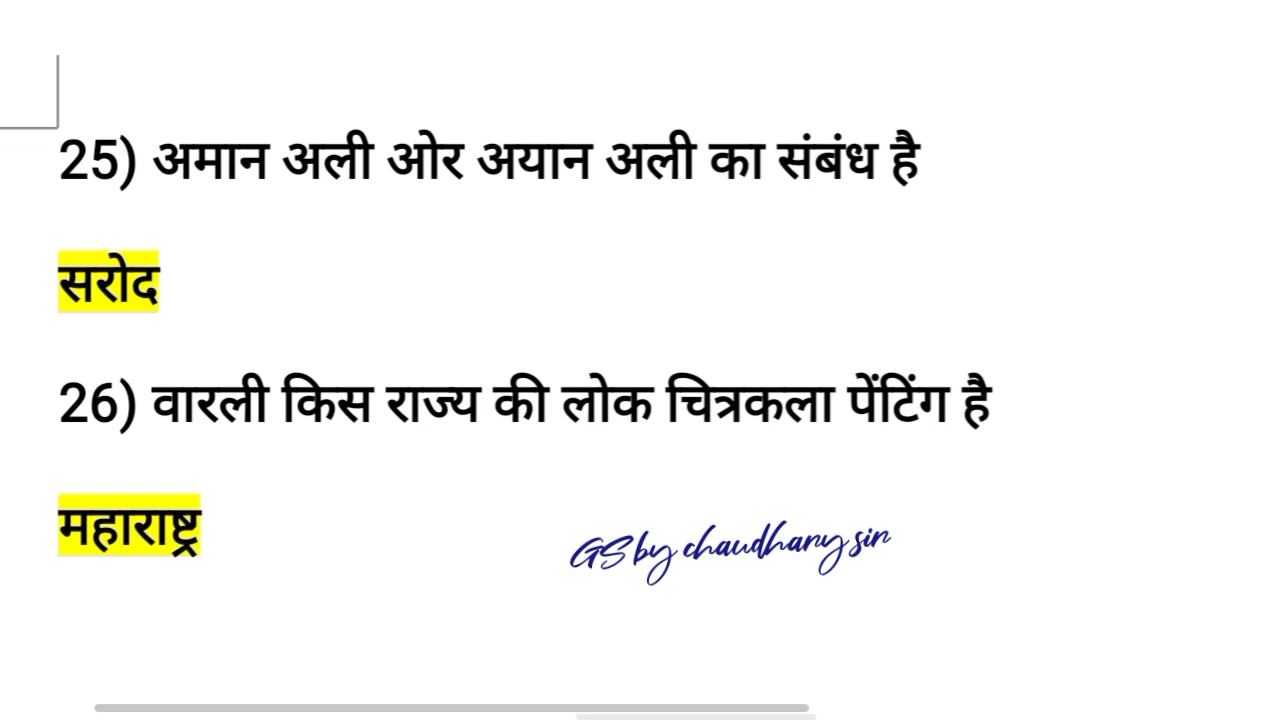 25) अमान अली ओर अयान अली का संबंध है
सरोद
26) वारली किस राज्य की लोक चित्रकला पेंटिंग है
महाराष्ट्र
GS by chaudhary sir